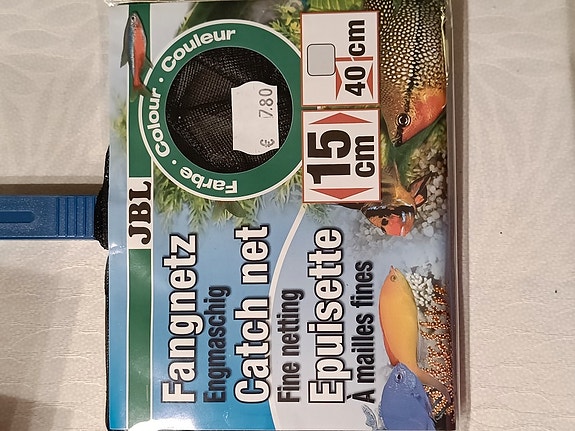 Farbe · Colour · Couleur
€ 7.80
40 cm
15
cm
JBL
Fangnetz
Engmaschig
Catch net
Fine netting
Epuisette
À mailles fines